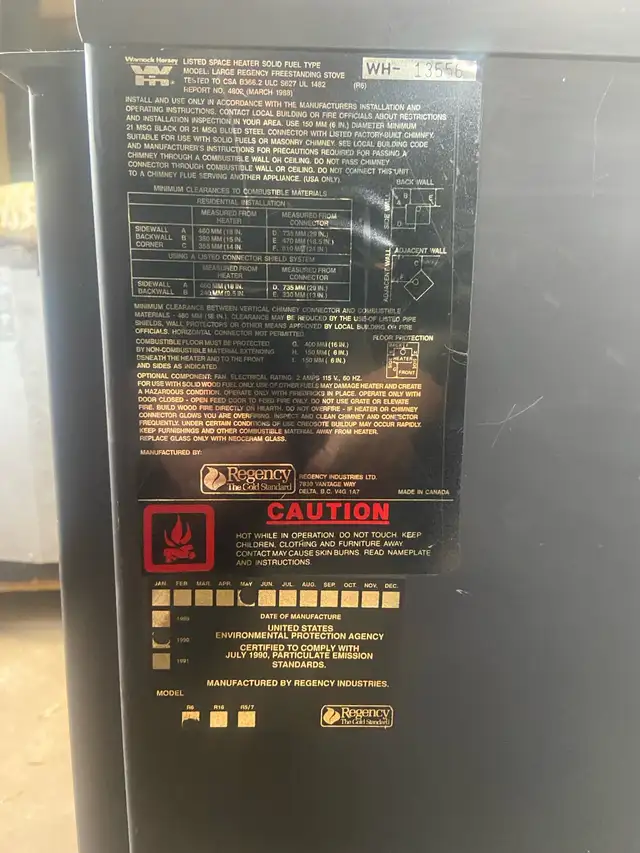 Warnock Hersey
LISTED SPACE HEATER SOLID FUEL TYPE
MODEL: LARGE REGENCY FREESTANDING STOVE
TESTED TO CSA B366.2 ULC S627 UL 1482
REPORT NO. 4802 (MARCH 1988)
(R6)
WH- 13556
INSTALL AND USE ONLY IN ACCORDANCE WITH THE MANUFACTURERS INSTALLATION AND
OPERATING INSTRUCTIONS. CONTACT LOCAL BUILDING OR FIRE OFFICIALS ABOUT RESTRICTIONS
AND INSTALLATION INSPECTION IN YOUR AREA. USE 150 MM (6 IN.) DIAMETER MINIMUM
21 MSG BLACK OR 21 MSG BLUED STEEL CONNECTOR WITH LISTED FACTORY-BUILT CHIMNEY,
SUITABLE FOR USE WITH SOLID FUELS OR MASONRY CHIMNEY. SEE LOCAL BUILDING CODE
AND MANUFACTURER'S INSTRUCTIONS FOR PRECAUTIONS REQUIRED FOR PASSING A
CHIMNEY THROUGH A COMBUSTIBLE WALL OR CEILING. DO NOT PASS CHIMNEY
CONNECTOR THROUGH COMBUSTIBLE WALL OR CEILING. DO NOT CONNECT THIS UNIT
TO A CHIMNEY FLUE SERVING ANOTHER APPLIANCE. (USA ONLY)
MINIMUM CLEARANCES TO COMBUSTIBLE MATERIALS
RESIDENTIAL INSTALLATION
MEASURED FROM HEATER
MEASURED FROM CONNECTOR
SIDEWALL A 460 MM (18 IN. D. 735 MM (29 IN.)
BACKWALL B 380 MM (15 IN. E. 470 MM (18.5 IN.)
CORNER C 355 MM (14 IN. F. 610 MM (24 IN.)
USING A LISTED CONNECTOR SHIELD SYSTEM
MEASURED FROM HEATER
MEASURED FROM CONNECTOR
SIDEWALL A 460 MM (18 IN. D. 735 MM (29 IN.)
BACKWALL B 240 MM (9.5 IN. E. 330 MM (13 IN.)
BACK WALL
SIDE WALL
ADJACENT WALL
ADJACENT WALL
MINIMUM CLEARANCE BETWEEN VERTICAL CHIMNEY CONNECTOR AND COMBUSTIBLE
MATERIALS - 460 MM (18 IN.). CLEARANCE MAY BE REDUCED BY THE USE OF LISTED PIPE
SHIELDS, WALL PROTECTORS OR OTHER MEANS APPROVED BY LOCAL BUILDING OR FIRE
OFFICIALS. HORIZONTAL CONNECTOR NOT PERMITTED.
COMBUSTIBLE FLOOR MUST BE PROTECTED G. 400 MM (16 IN.)
BY NON-COMBUSTIBLE MATERIAL EXTENDING H. 150 MM ( 6 IN.)
BENEATH THE HEATER AND TO THE FRONT I. 150 MM ( 6 IN.)
AND SIDES AS INDICATED.
FLOOR PROTECTION
BACK
HEATER
FRONT
OPTIONAL COMPONENT: FAN, ELECTRICAL RATING: 2 AMPS 115 V., 60 HZ.
FOR USE WITH SOLID WOOD FUEL ONLY. USE OF OTHER FUELS MAY DAMAGE HEATER AND CREATE
A HAZARDOUS CONDITION. OPERATE ONLY WITH FIREBRICKS IN PLACE. OPERATE ONLY WITH
DOOR CLOSED - OPEN FEED DOOR TO FEED FIRE ONLY. DO NOT USE GRATE OR ELEVATE
FIRE. BUILD WOOD FIRE DIRECTLY ON HEARTH. DO NOT OVERFIRE - IF HEATER OR CHIMNEY
CONNECTOR GLOWS YOU ARE OVERFIRING. INSPECT AND CLEAN CHIMNEY AND CONNECTOR
FREQUENTLY. UNDER CERTAIN CONDITIONS OF USE CREOSOTE BUILDUP MAY OCCUR RAPIDLY.
KEEP FURNISHINGS AND OTHER COMBUSTIBLE MATERIAL AWAY FROM HEATER.
REPLACE GLASS ONLY WITH NEOCERAM GLASS.
MANUFACTURED BY:
Regency
The Gold Standard
REGENCY INDUSTRIES LTD.
7830 VANTAGE WAY
DELTA, B.C. V4G 1A7
MADE IN CANADA
CAUTION
HOT WHILE IN OPERATION. DO NOT TOUCH. KEEP
CHILDREN, CLOTHING AND FURNITURE AWAY.
CONTACT MAY CAUSE SKIN BURNS. READ NAMEPLATE
AND INSTRUCTIONS.
JAN. FEB. MAR. APR. MAY JUN. JUL. AUG. SEP. OCT. NOV. DEC.
1989
1990
1991
DATE OF MANUFACTURE
UNITED STATES
ENVIRONMENTAL PROTECTION AGENCY
CERTIFIED TO COMPLY WITH
JULY 1990, PARTICULATE EMISSION
STANDARDS.
MANUFACTURED BY REGENCY INDUSTRIES.
MODEL
R6 R16 R5/7
Regency
The Gold Standard